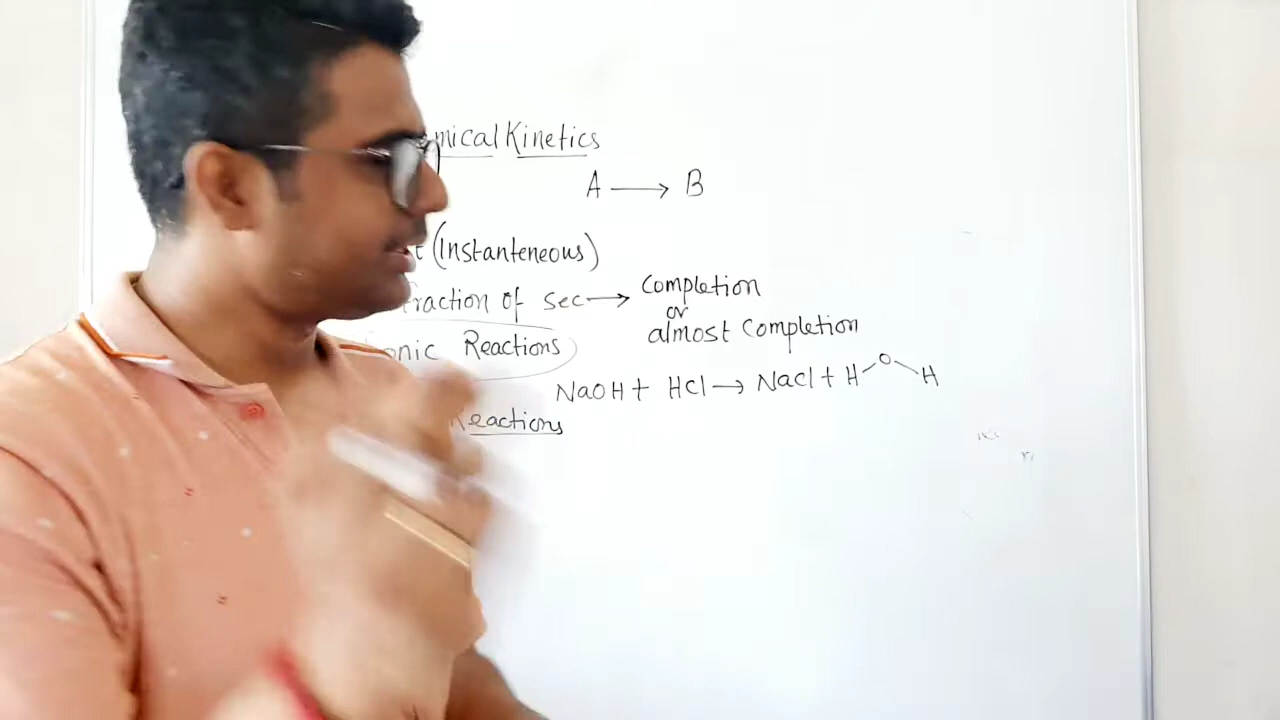 mical Kinetics
A → B
t (Instanteneous)
fraction of sec → Completion
or
almost Completion
onic Reactions
NaOH + HCl → NaCl + H O H
Reactions